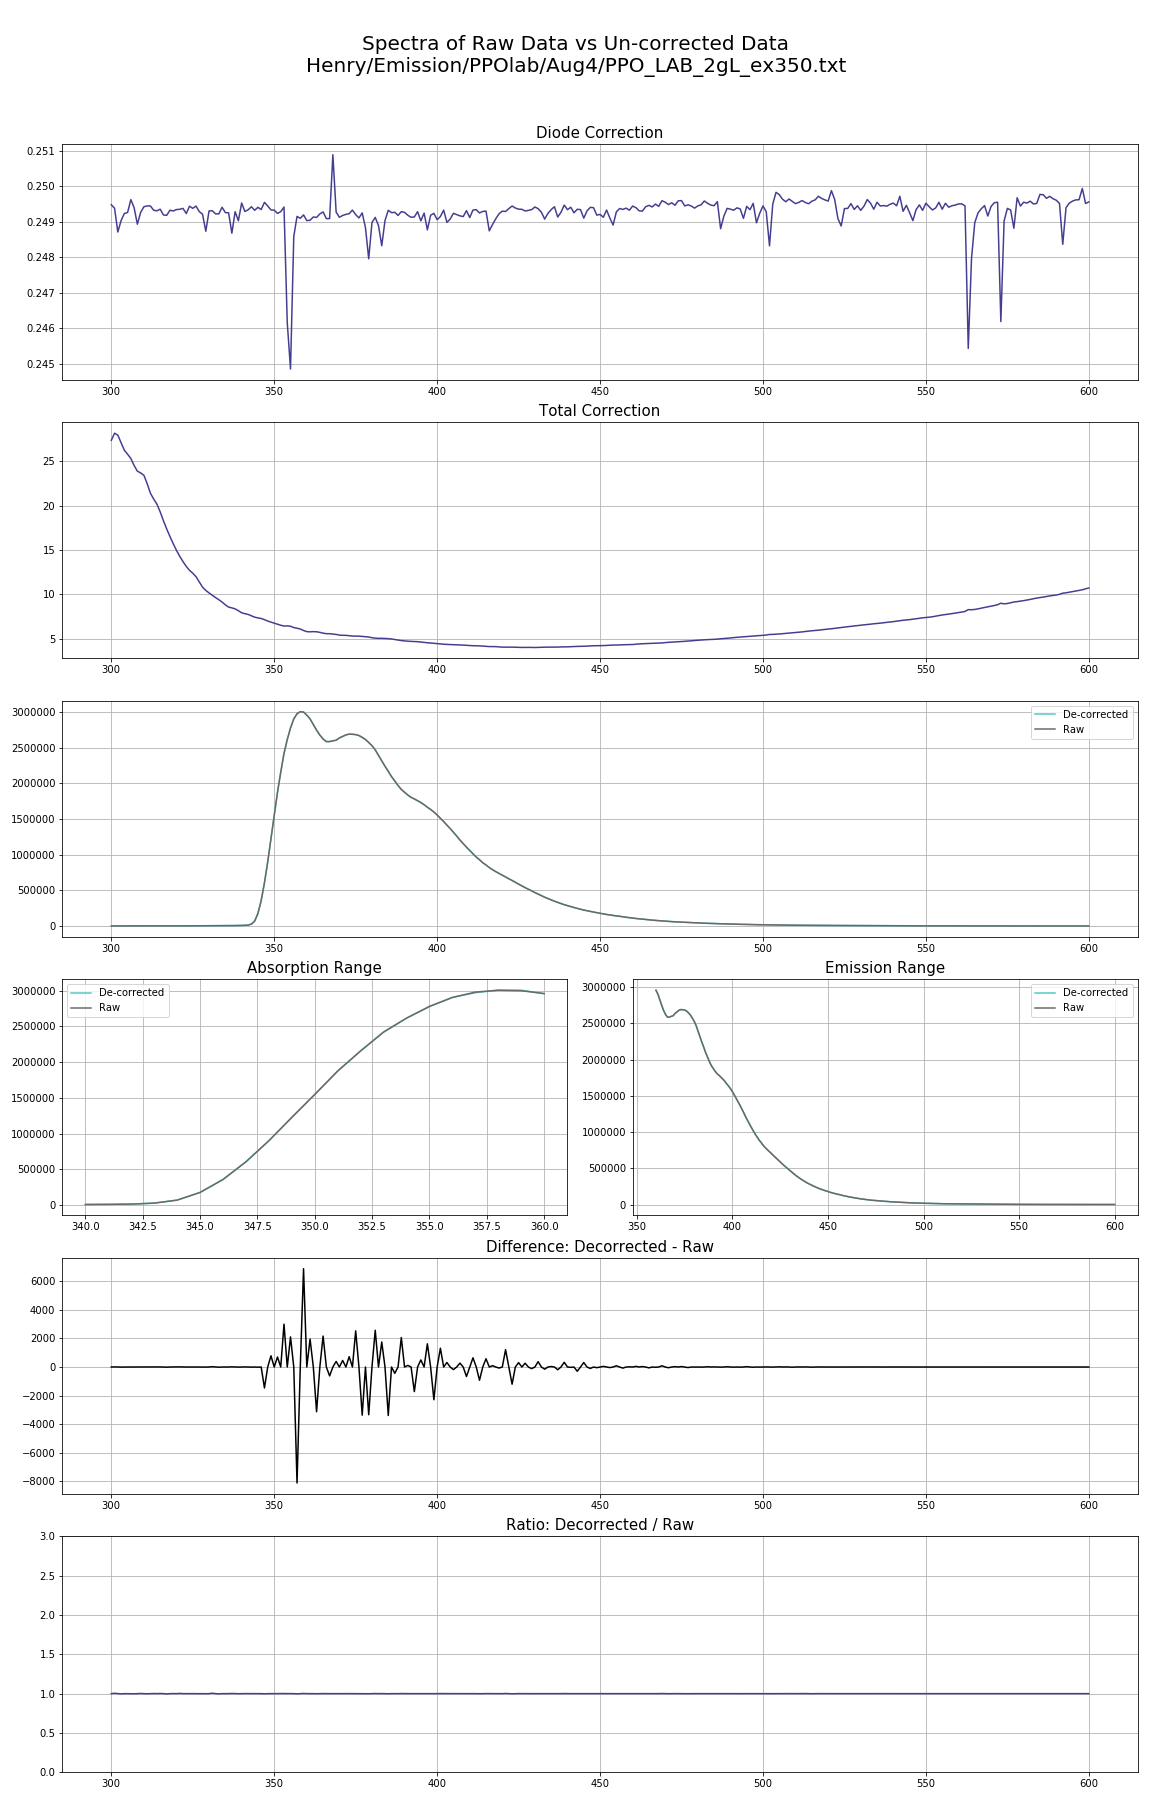 Spectra of Raw Data vs Un-corrected Data
Henry/Emission/PPOlab/Aug4/PPO_LAB_2gL_ex350.txt
Diode Correction
0.251
0.250
0.249
0.248
0.247
0.246
0.245
300 350 400 450 500 550 600
Total Correction
25
20
15
10
5
300 350 400 450 500 550 600
3000000
2500000
2000000
1500000
1000000
500000
0
De-corrected
Raw
300 350 400 450 500 550 600
Absorption Range
3000000
2500000
2000000
1500000
1000000
500000
0
De-corrected
Raw
340.0 342.5 345.0 347.5 350.0 352.5 355.0 357.5 360.0
Emission Range
3000000
2500000
2000000
1500000
1000000
500000
0
De-corrected
Raw
350 400 450 500 550 600
Difference: Decorrected - Raw
6000
4000
2000
0
−2000
−4000
−6000
−8000
300 350 400 450 500 550 600
Ratio: Decorrected / Raw
3.0
2.5
2.0
1.5
1.0
0.5
0.0
300 350 400 450 500 550 600